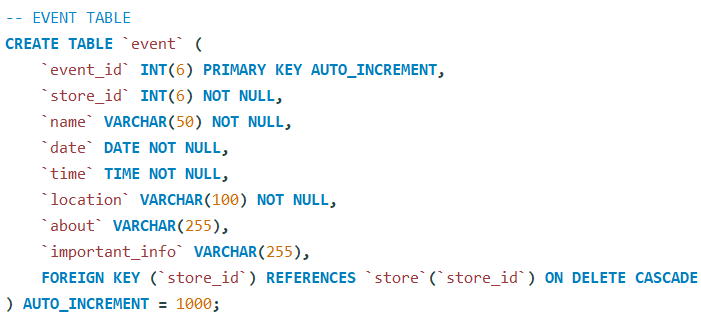 -- EVENT TABLE
CREATE TABLE `event` (
    `event_id` INT(6) PRIMARY KEY AUTO_INCREMENT,
    `store_id` INT(6) NOT NULL,
    `name` VARCHAR(50) NOT NULL,
    `date` DATE NOT NULL,
    `time` TIME NOT NULL,
    `location` VARCHAR(100) NOT NULL,
    `about` VARCHAR(255),
    `important_info` VARCHAR(255),
    FOREIGN KEY (`store_id`) REFERENCES `store`(`store_id`) ON DELETE CASCADE
) AUTO_INCREMENT = 1000;